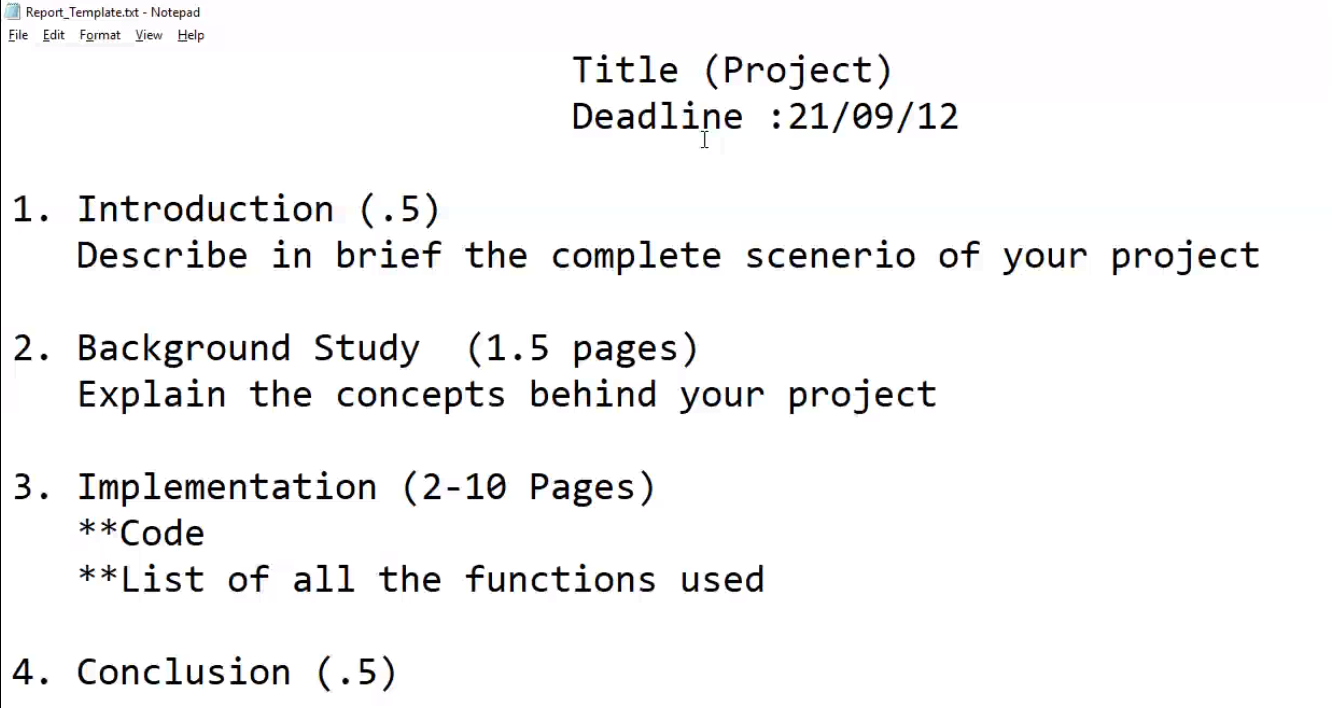 Report_Template.txt - Notepad
File Edit Format View Help
Title (Project)
Deadline :21/09/12
1. Introduction (.5)
Describe in brief the complete scenerio of your project
2. Background Study (1.5 pages)
Explain the concepts behind your project
3. Implementation (2-10 Pages)
**Code
**List of all the functions used
4. Conclusion (.5)